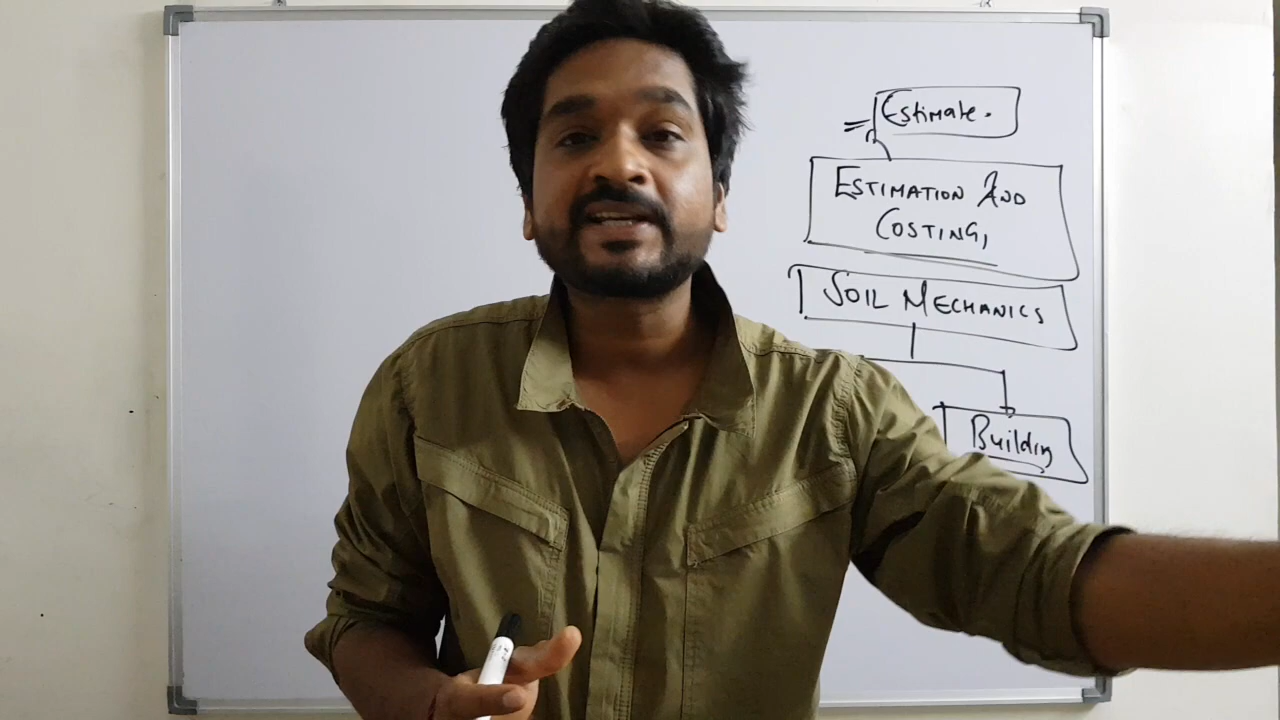 Estimate.
ESTIMATION AND
COSTING,
SOIL MECHANICS
Building